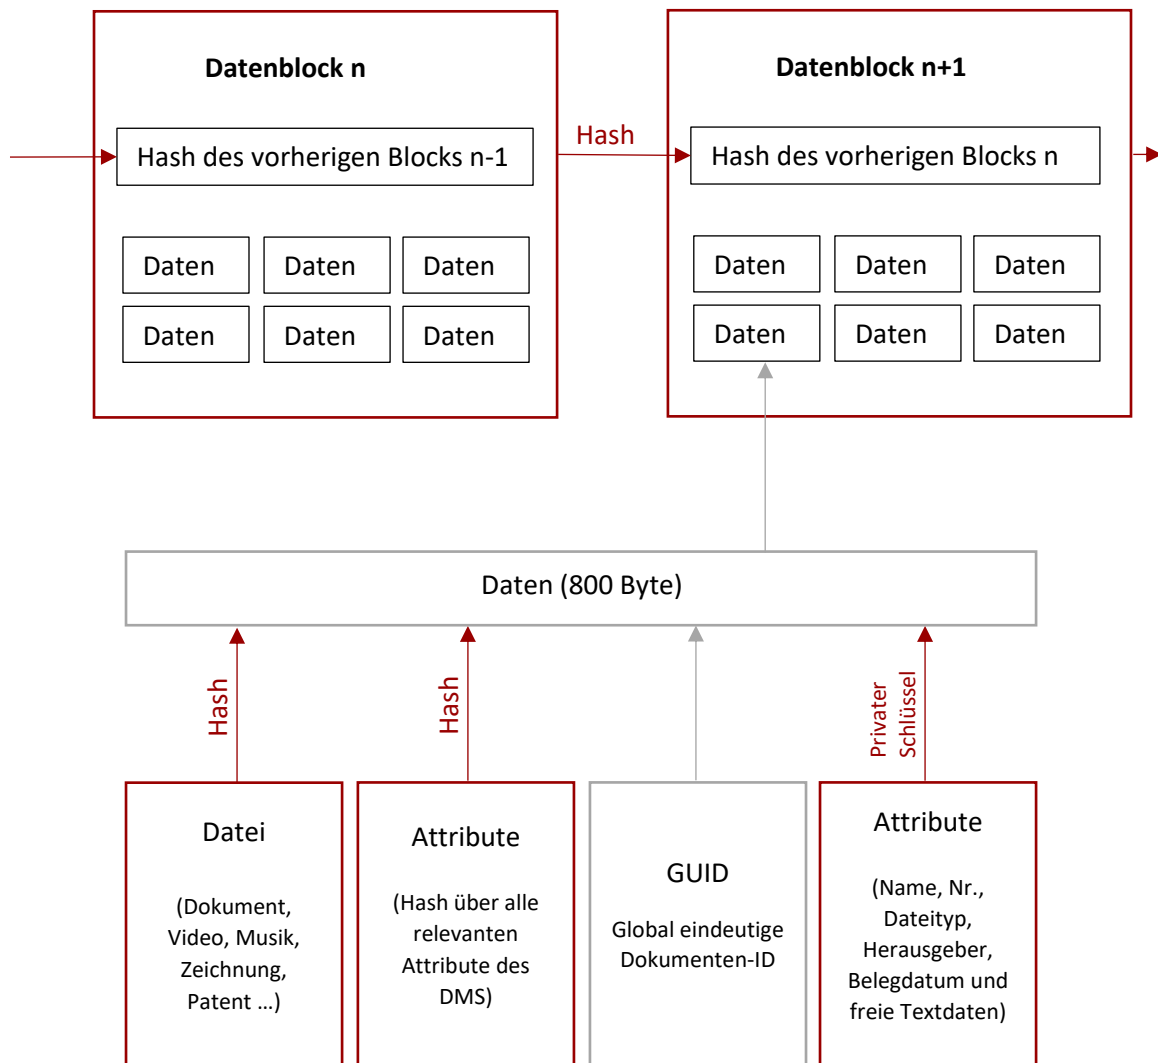 Datenblock n
Datenblock n+1
Hash
Hash des vorherigen Blocks n-1
Hash des vorherigen Blocks n
Daten
Daten
Daten
Daten
Daten
Daten
Daten
Daten
Daten
Daten
Daten
Daten
Daten (800 Byte)
Hash
Hash
Privater
Schlüssel
Datei
(Dokument,
Video, Musik,
Zeichnung,
Patent …)
Attribute
(Hash über alle
relevanten
Attribute des
DMS)
GUID
Global eindeutige
Dokumenten-ID
Attribute
(Name, Nr.,
Dateityp,
Herausgeber,
Belegdatum und
freie Textdaten)